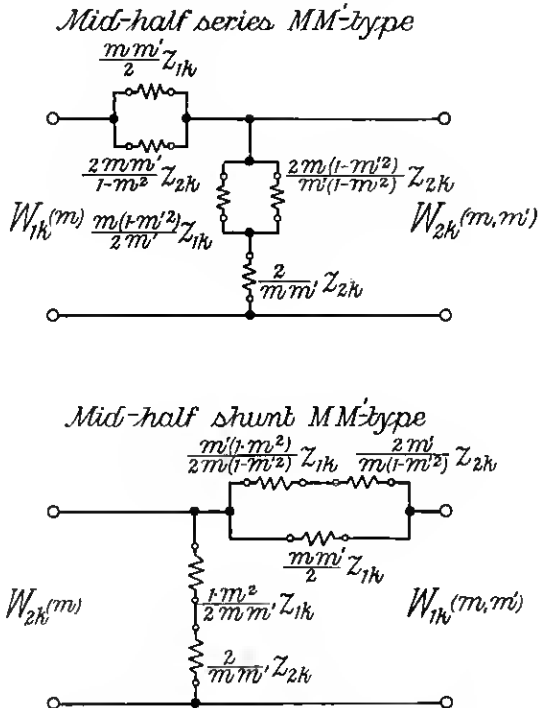 Mid-half series MM'-type
mm'/2 Z1k
2mm'/1-m² Z2k
2m(1-m'²)/m'(1-m²) Z2k
W1k(m) m(1-m'²)/2m' Z1k W2k(m,m')
2/mm' Z2k
Mid-half shunt MM'-type
m'(1-m²)/2m(1-m'²) Z1k 2m'/m(1-m'²) Z2k
mm'/2 Z1k
W2k(m) 1-m²/2mm' Z1k W1k(m,m')
2/mm' Z2k